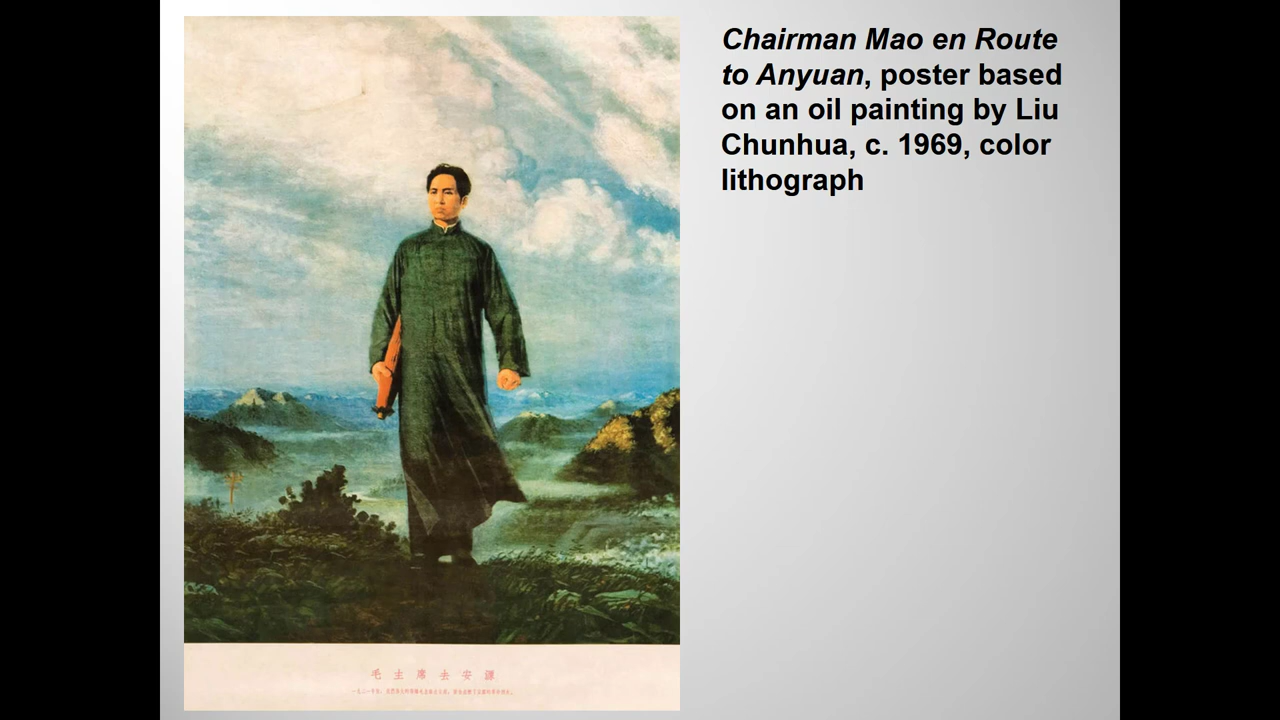 Chairman Mao en Route
to Anyuan, poster based
on an oil painting by Liu
Chunhua, c. 1969, color
lithograph
毛主席去安源